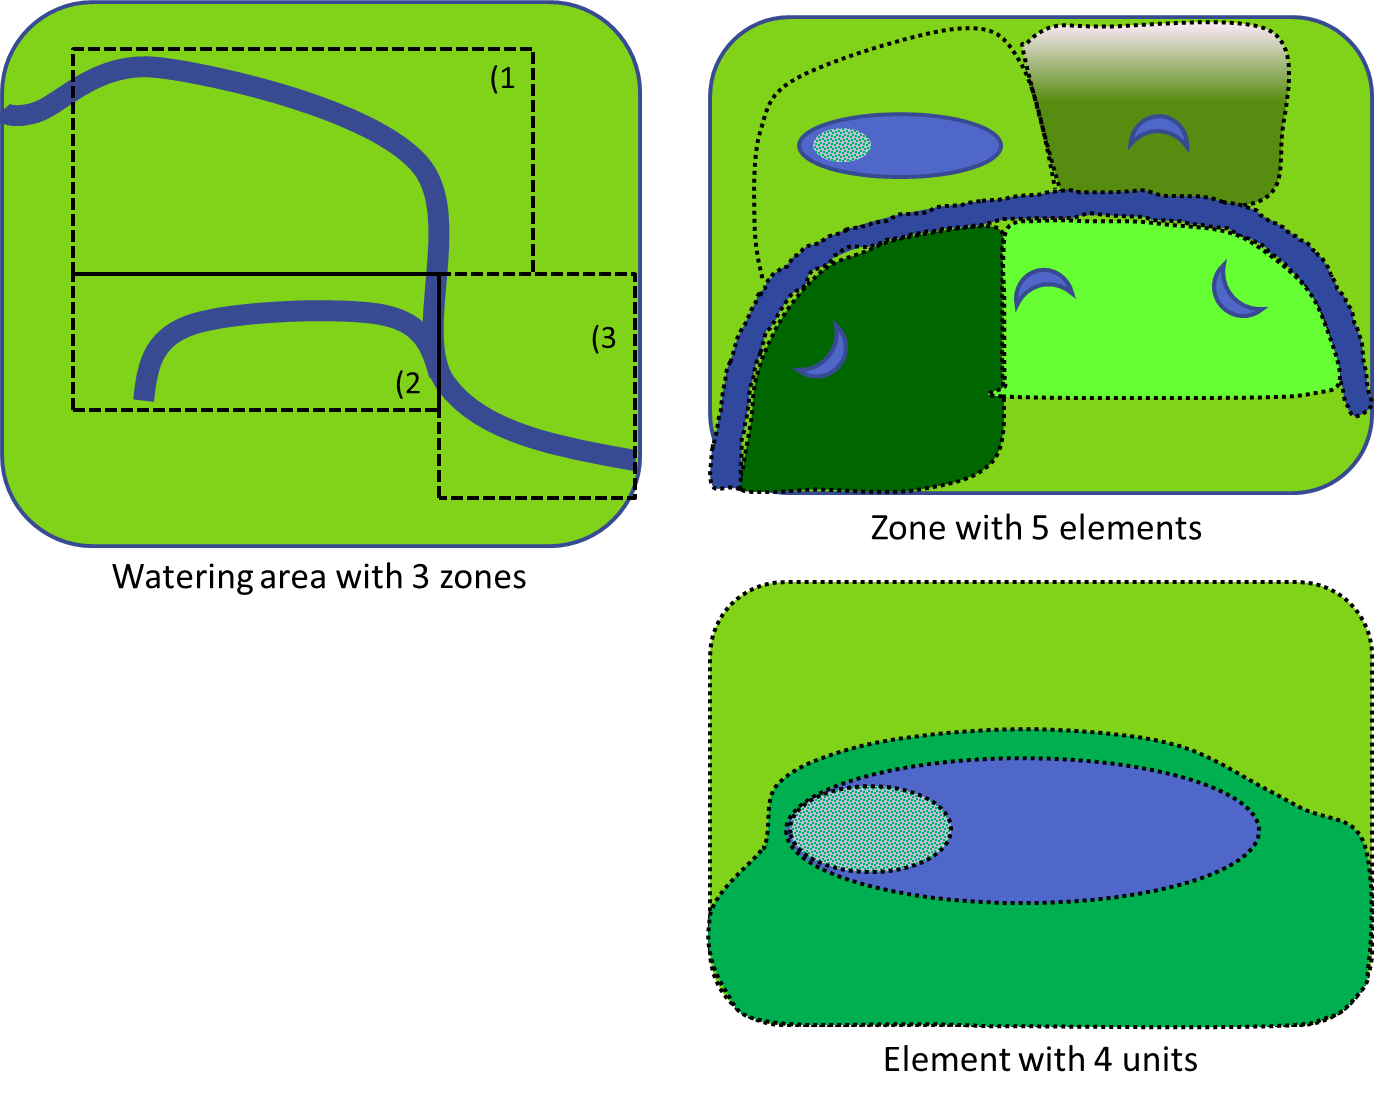 (1
(2
(3
Watering area with 3 zones
Zone with 5 elements
Element with 4 units